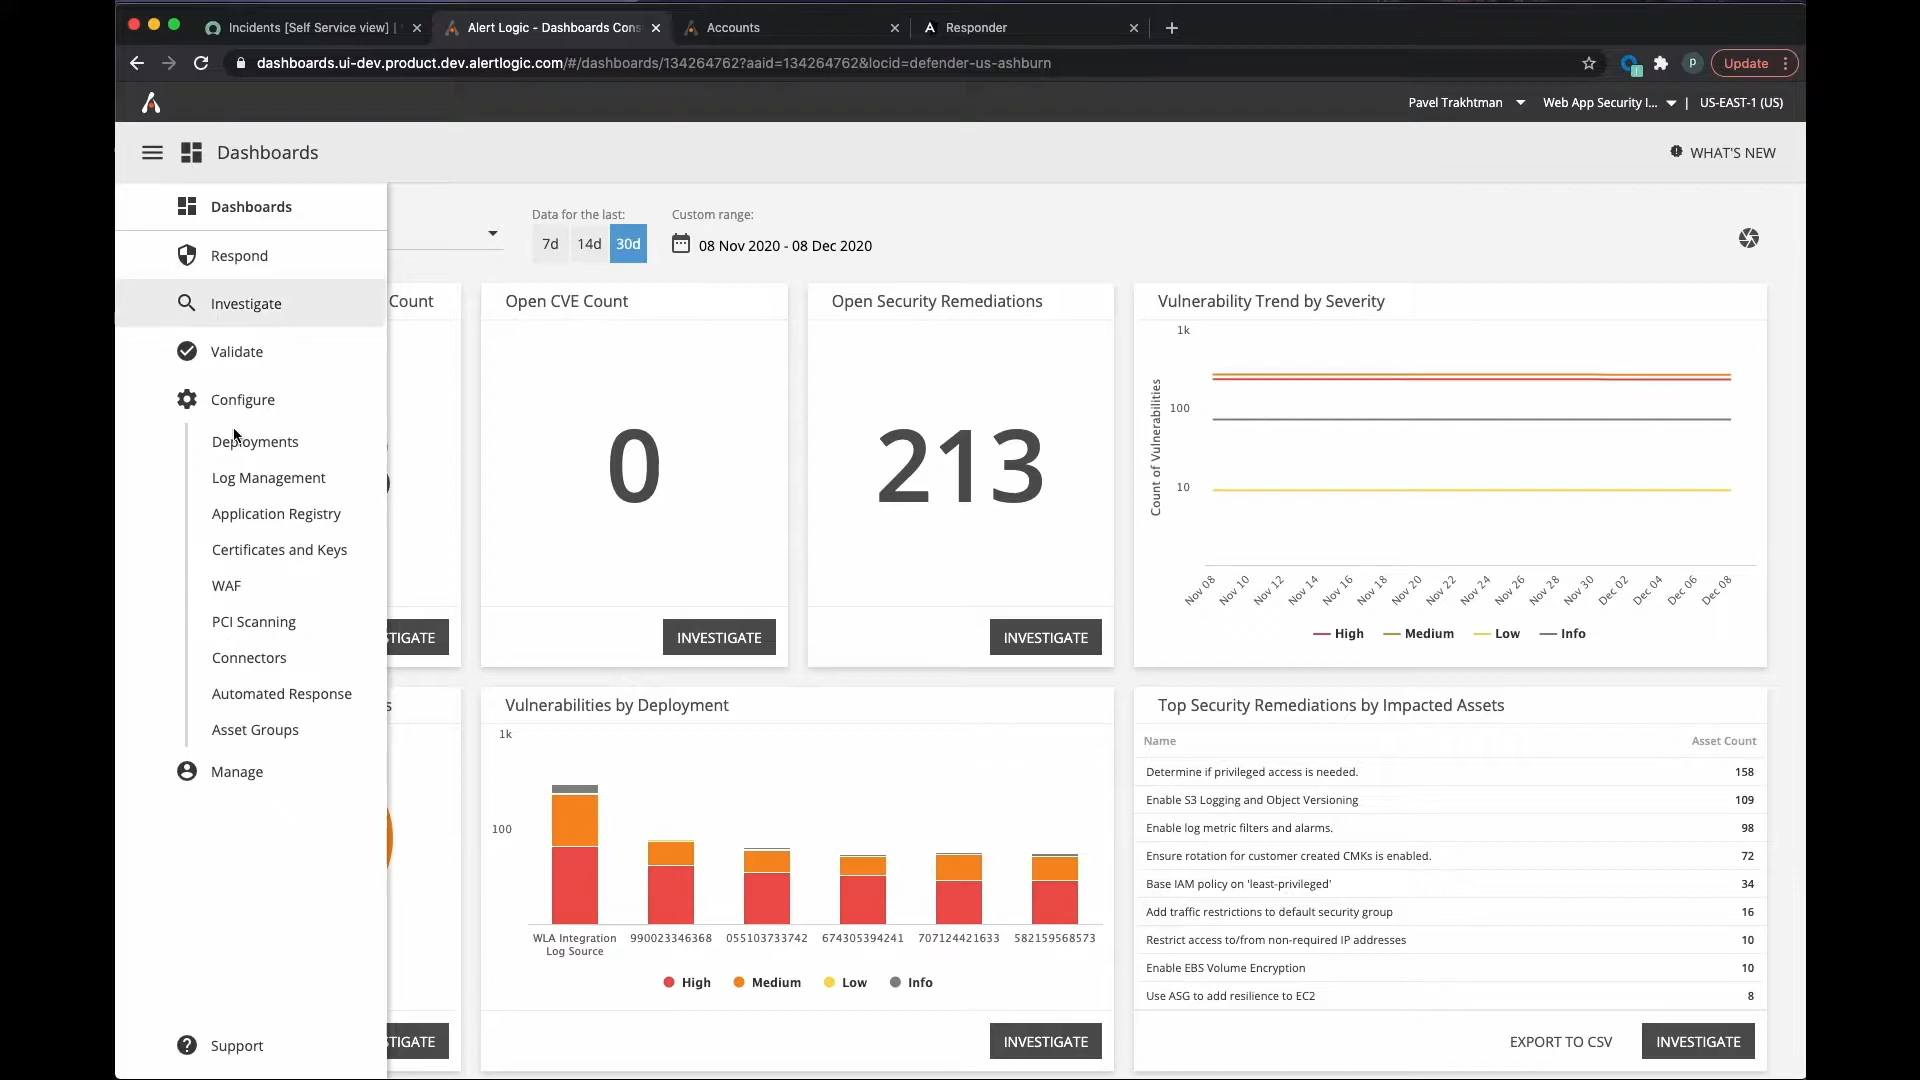 Incidents [Self Service view] |
Alert Logic - Dashboards Cons
Accounts
Responder
dashboards.ui-dev.product.dev.alertlogic.com/#/dashboards/134264762?aaid=134264762&locid=defender-us-ashburn
P
Update
Pavel Trakhtman
Web App Security I...
| US-EAST-1 (US)
Dashboards
WHAT'S NEW
Dashboards
Respond
Investigate
Validate
Configure
Deployments
Log Management
Application Registry
Certificates and Keys
WAF
PCI Scanning
Connectors
Automated Response
Asset Groups
Manage
Support
Data for the last:
7d 14d 30d
Custom range:
08 Nov 2020 - 08 Dec 2020
Count
TIGATE
Open CVE Count
0
INVESTIGATE
Open Security Remediations
213
INVESTIGATE
Vulnerability Trend by Severity
Count of Vulnerabilities
1k
100
10
Nov 08 Nov 10 Nov 12 Nov 14 Nov 16 Nov 18 Nov 20 Nov 22 Nov 24 Nov 26 Nov 28 Nov 30 Dec 02 Dec 04 Dec 06 Dec 08
High Medium Low Info
s
TIGATE
Vulnerabilities by Deployment
1k
100
WLA Integration Log Source 990023346368 055103733742 674305394241 707124421633 582159568573
High Medium Low Info
INVESTIGATE
Top Security Remediations by Impacted Assets
Name Asset Count
Determine if privileged access is needed. 158
Enable S3 Logging and Object Versioning 109
Enable log metric filters and alarms. 98
Ensure rotation for customer created CMKs is enabled. 72
Base IAM policy on 'least-privileged' 34
Add traffic restrictions to default security group 16
Restrict access to/from non-required IP addresses 10
Enable EBS Volume Encryption 10
Use ASG to add resilience to EC2 8
EXPORT TO CSV INVESTIGATE